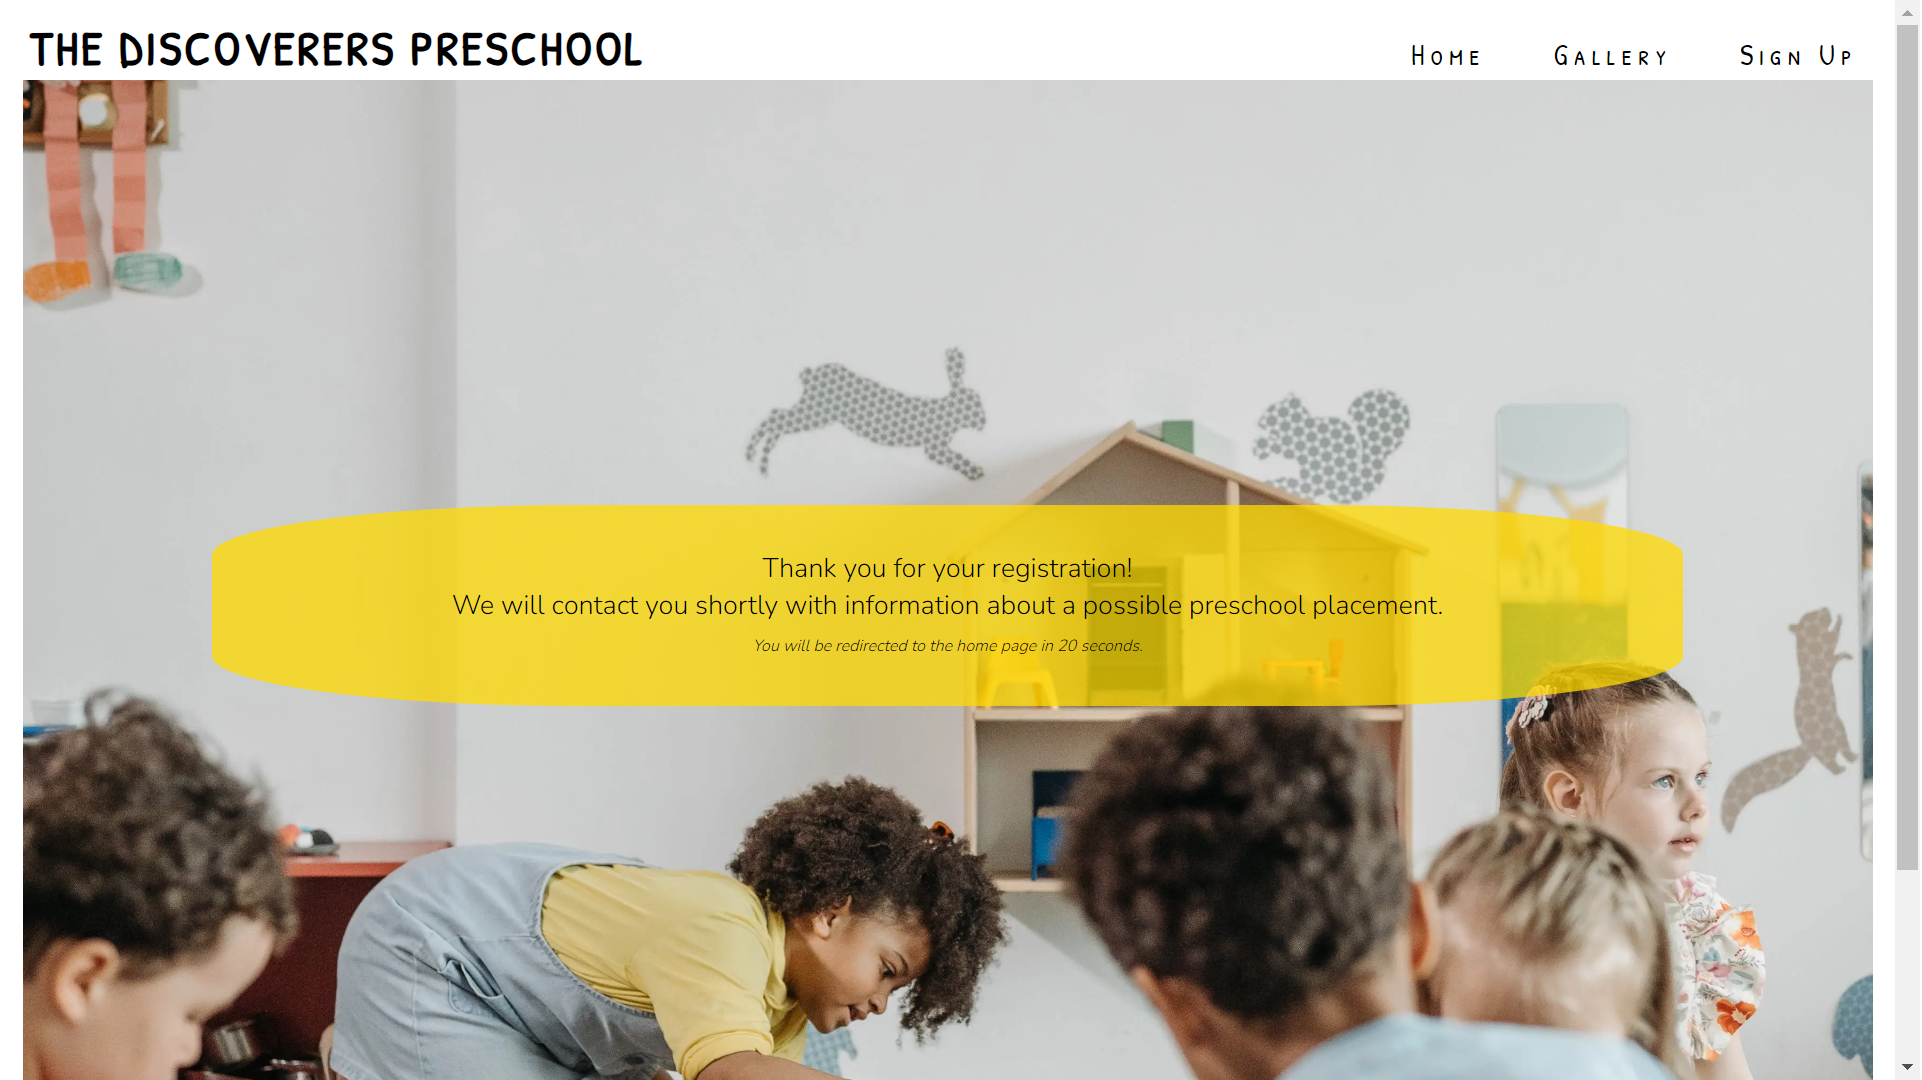 THE DISCOVERERS PRESCHOOL
Home Gallery Sign Up
Thank you for your registration!
We will contact you shortly with information about a possible preschool placement.
You will be redirected to the home page in 20 seconds.